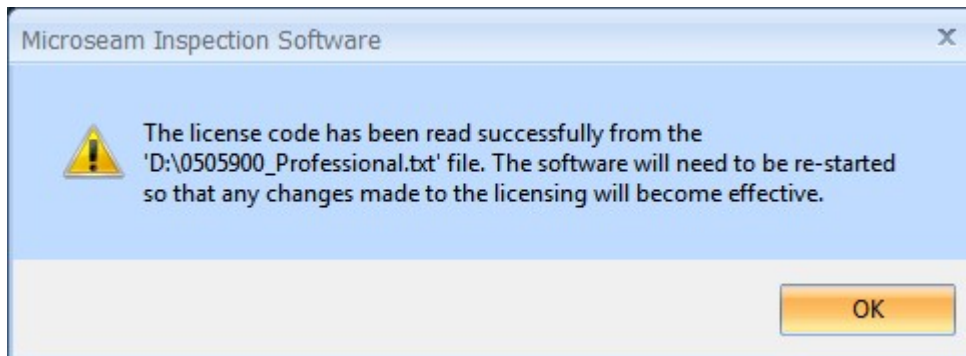 Microseam Inspection Software
The license code has been read successfully from the
'D:\0505900_Professional.txt' file. The software will need to be re-started
so that any changes made to the licensing will become effective.
OK